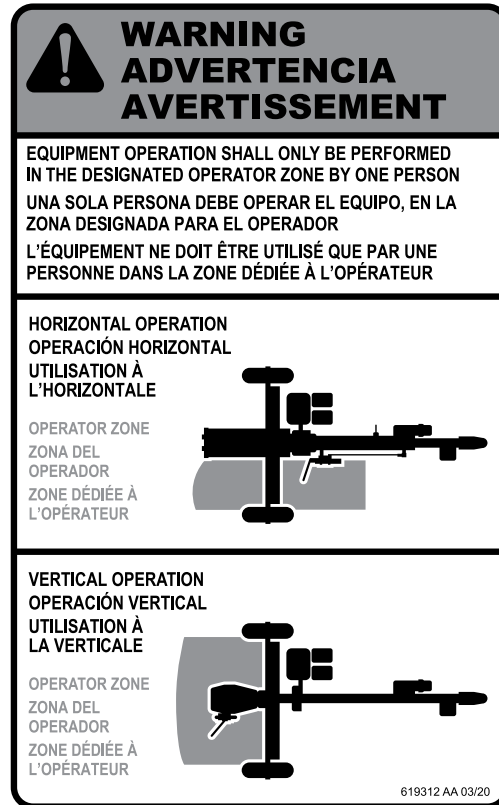 WARNING
ADVERTENCIA
AVERTISSEMENT
EQUIPMENT OPERATION SHALL ONLY BE PERFORMED
IN THE DESIGNATED OPERATOR ZONE BY ONE PERSON
UNA SOLA PERSONA DEBE OPERAR EL EQUIPO, EN LA
ZONA DESIGNADA PARA EL OPERADOR
L'ÉQUIPEMENT NE DOIT ÊTRE UTILISÉ QUE PAR UNE
PERSONNE DANS LA ZONE DÉDIÉE À L'OPÉRATEUR
HORIZONTAL OPERATION
OPERACIÓN HORIZONTAL
UTILISATION À
L'HORIZONTALE
OPERATOR ZONE
ZONA DEL
OPERADOR
ZONE DÉDIÉE À
L'OPÉRATEUR
VERTICAL OPERATION
OPERACIÓN VERTICAL
UTILISATION À
LA VERTICALE
OPERATOR ZONE
ZONA DEL
OPERADOR
ZONE DÉDIÉE À
L'OPÉRATEUR
619312 AA 03/20